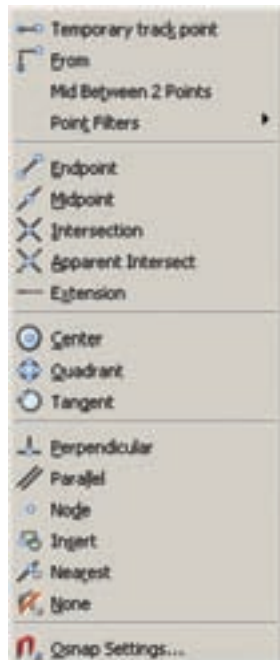 Temporary track point
From
Mid Between 2 Points
Point Filters
Endpoint
Midpoint
Intersection
Apparent Intersect
Extension
Center
Quadrant
Tangent
Perpendicular
Parallel
Node
Insert
Nearest
None
Osnap Settings...